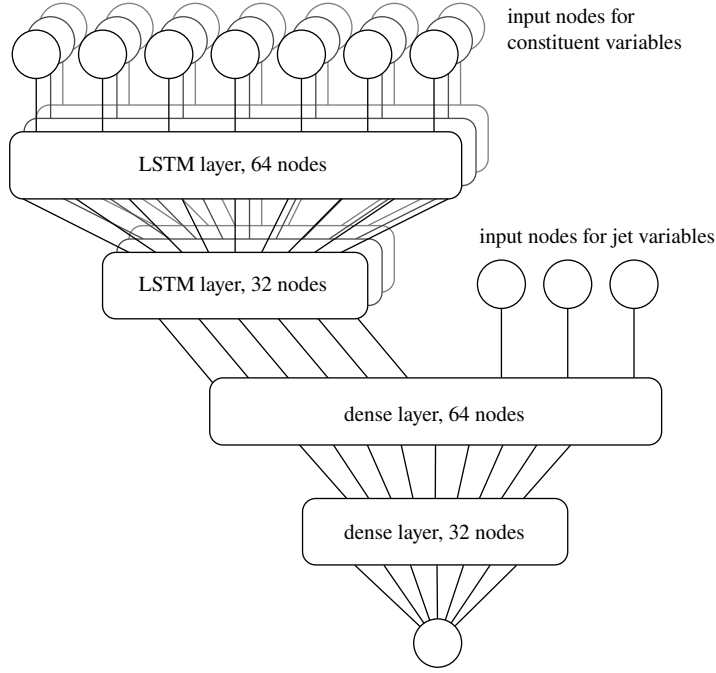 input nodes for
constituent variables
LSTM layer, 64 nodes
input nodes for jet variables
LSTM layer, 32 nodes
dense layer, 64 nodes
dense layer, 32 nodes